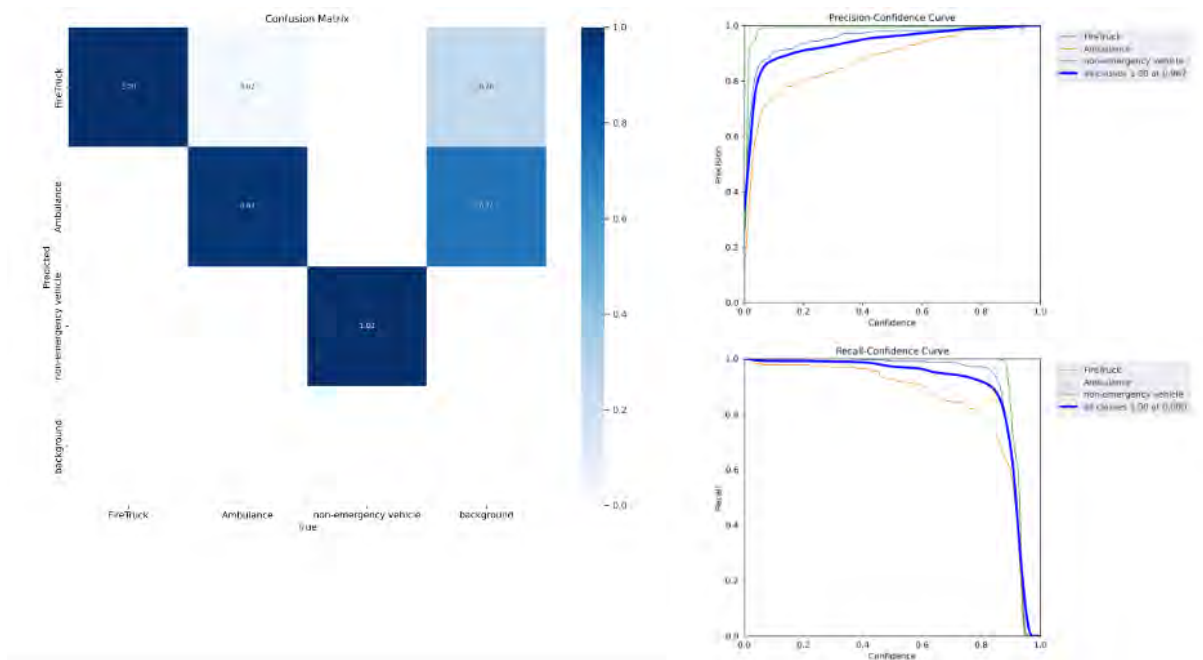 Confusion Matrix
FireTruck
Ambulance
non-emergency vehicle
background
Predicted
FireTruck Ambulance non-emergency vehicle background
True
1.0
0.8
0.6
0.4
0.2
0.0
Precision-Confidence Curve
1.0
0.8
0.6
0.4
0.2
0.0
Precision
0.0 0.2 0.4 0.6 0.8 1.0
Confidence
FireTruck
Ambulance
non-emergency vehicle
all classes 1.00 at
Recall-Confidence Curve
1.0
0.8
0.6
0.4
0.2
0.0
Recall
0.0 0.2 0.4 0.6 0.8 1.0
Confidence
FireTruck
Ambulance
non-emergency vehicle
all classes 1.00 at 0.000